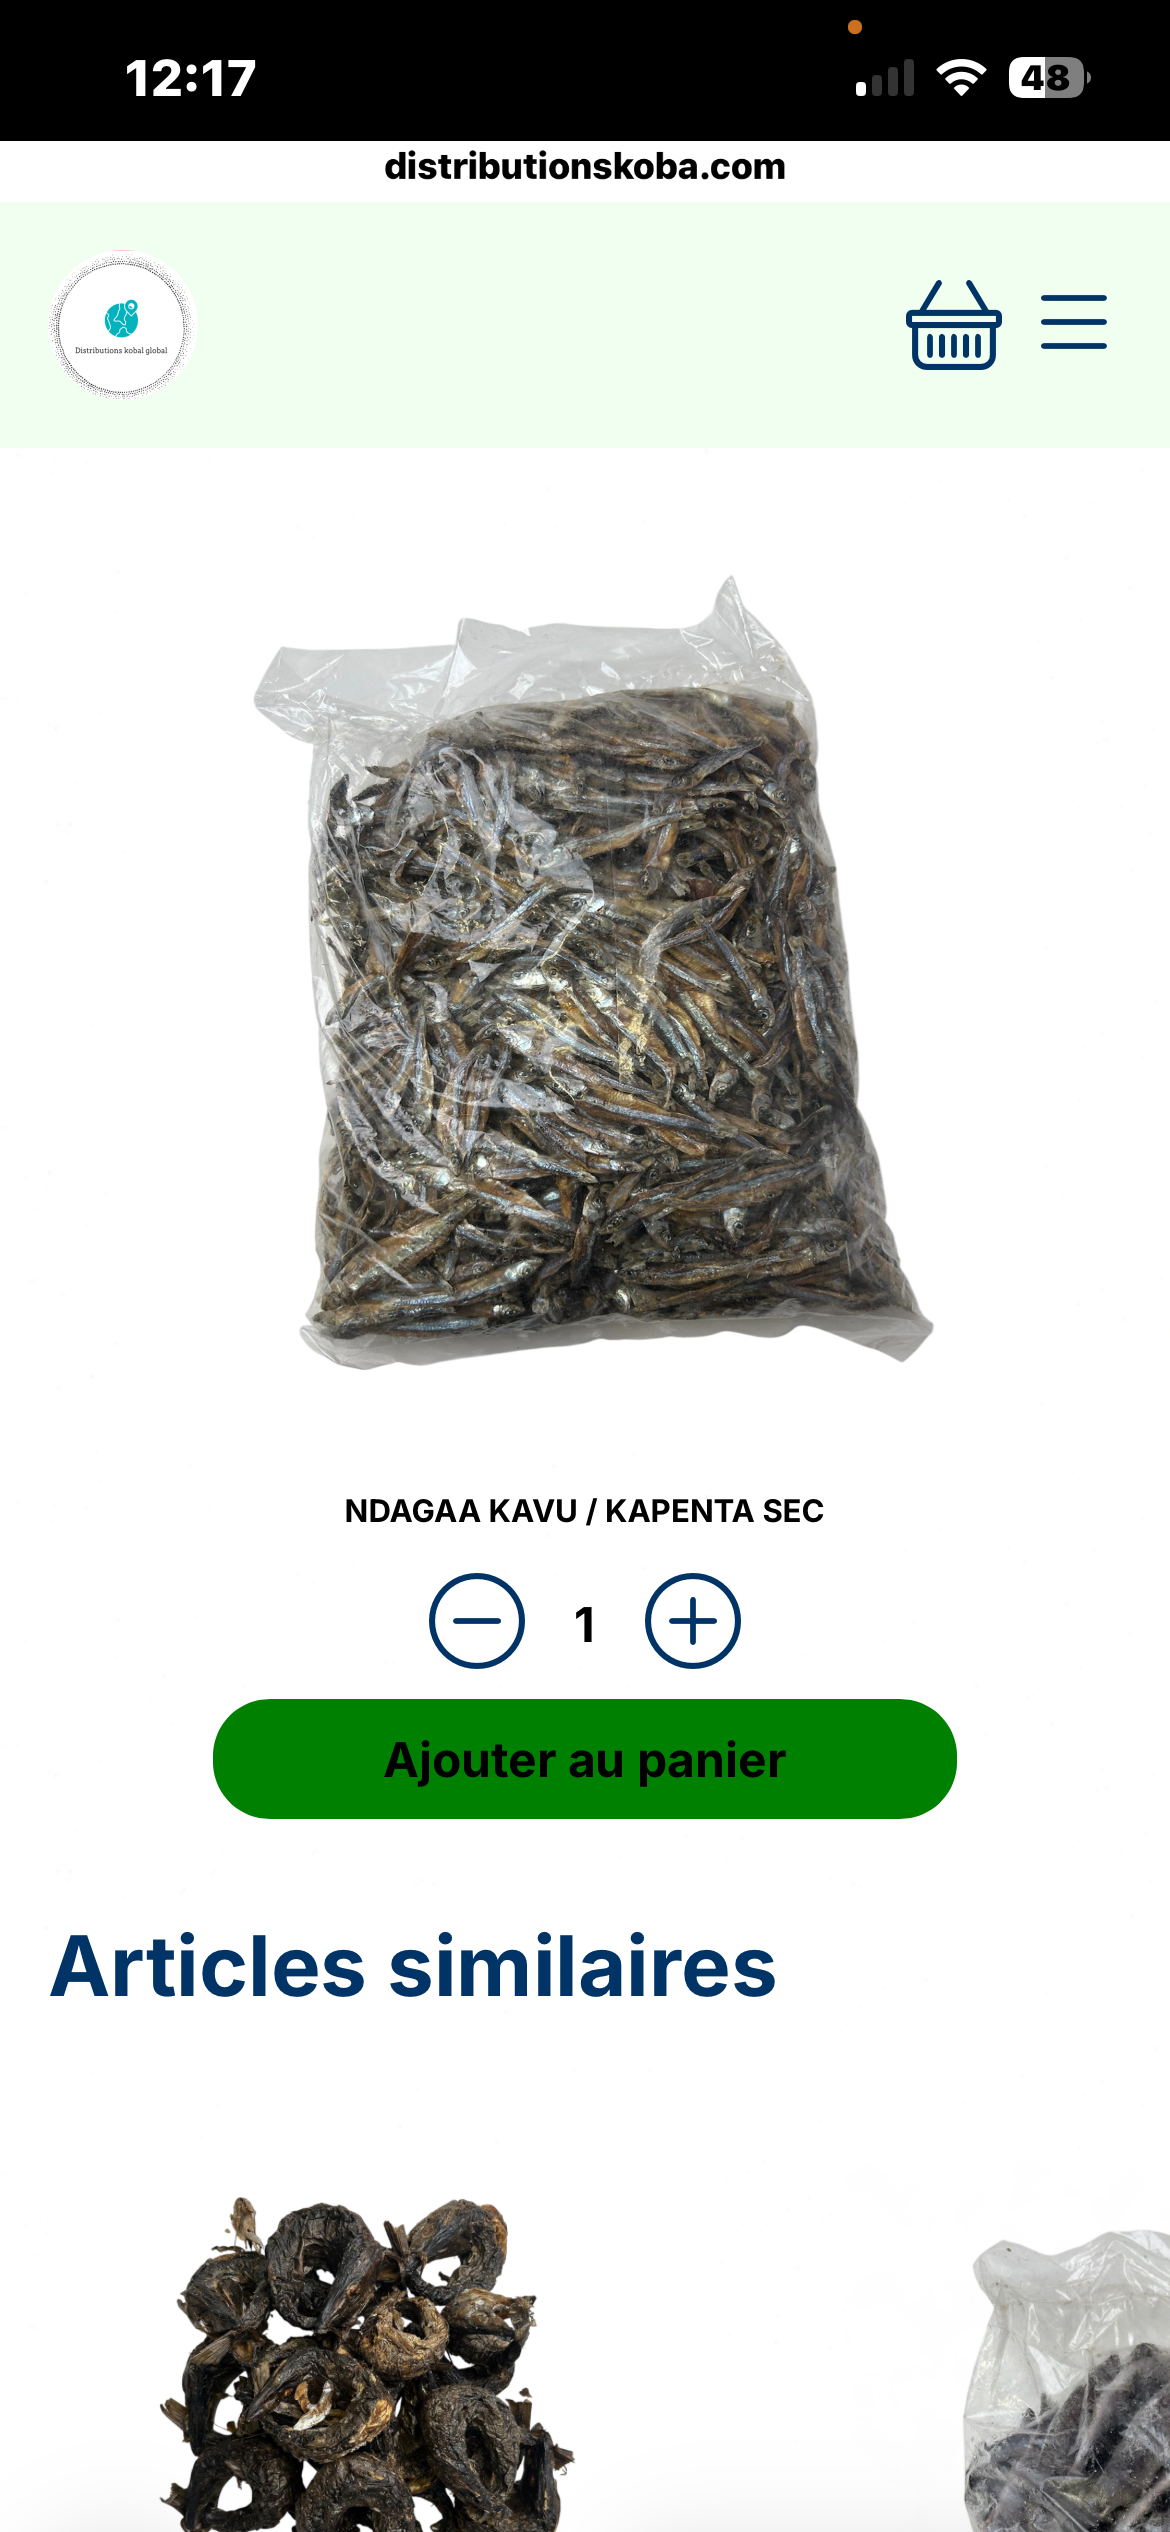 12:17
48
distributionskoba.com
Distributions kobal global
NDAGAA KAVU / KAPENTA SEC
1
Ajouter au panier
Articles similaires